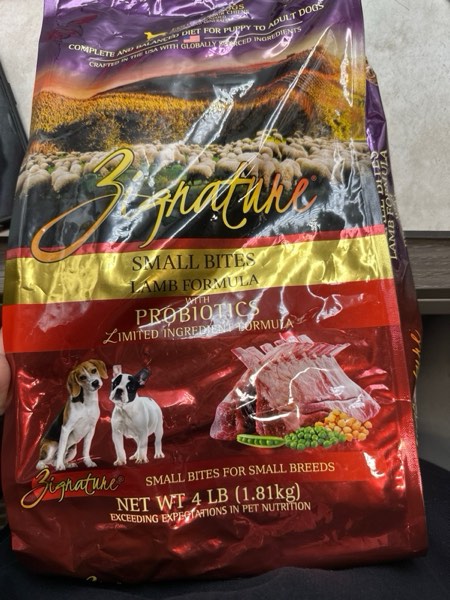 COMPLETE AND BALANCED DIET FOR PUPPY TO ADULT DOGS
CRAFTED IN THE USA WITH GLOBALLY SOURCED INGREDIENTS
Zignature®
SMALL BITES
LAMB FORMULA
WITH
PROBIOTICS
LIMITED INGREDIENT FORMULA
Zignature®
SMALL BITES FOR SMALL BREEDS
NET WT 4 LB (1.81kg)
EXCEEDING EXPECTATIONS IN PET NUTRITION
LAMB FORMULA